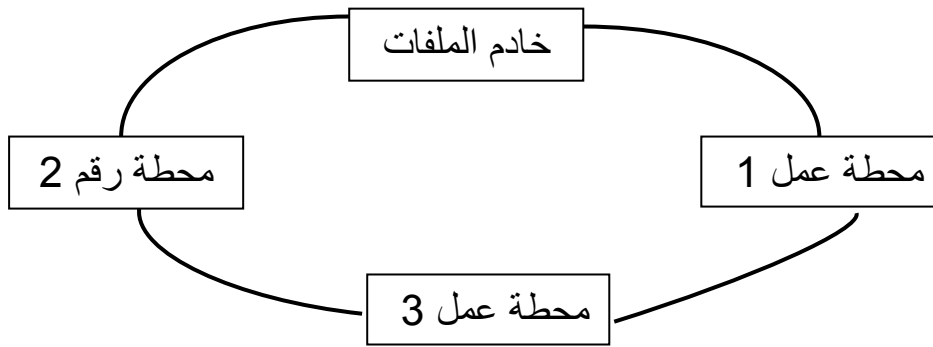 خادم الملفات
محطة عمل 1
محطة رقم 2
محطة عمل 3